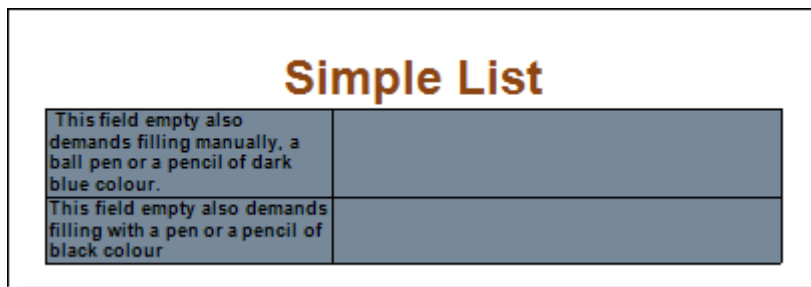 Simple List
This field empty also
demands filling manually, a
ball pen or a pencil of dark
blue colour.
This field empty also demands
filling with a pen or a pencil of
black colour